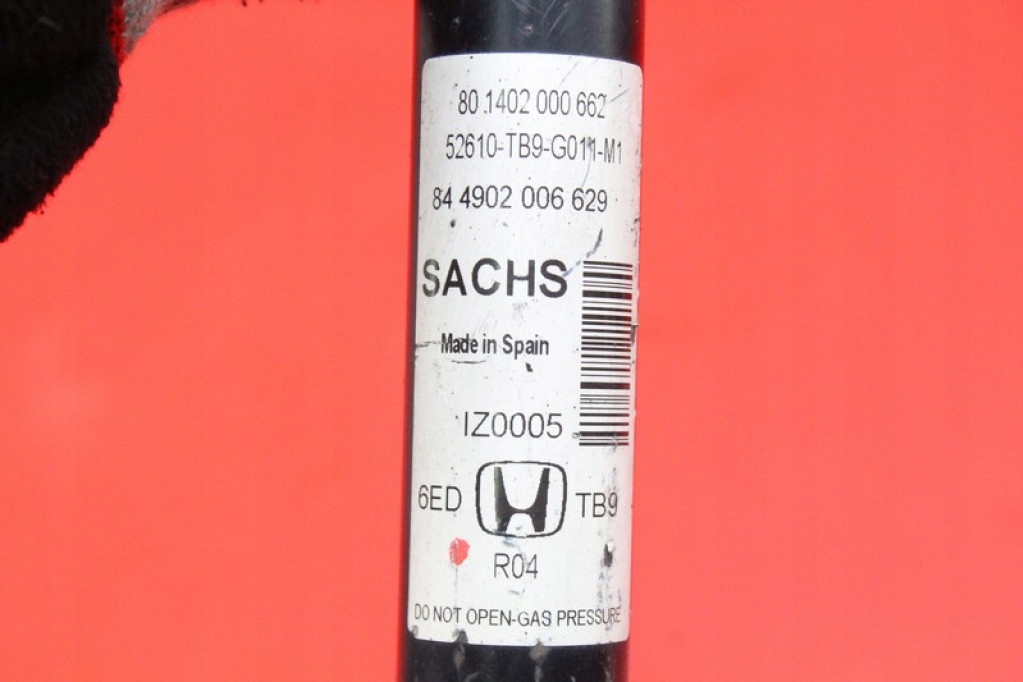 80 1402 000 662
52610-TB9-G011-M1
84 4902 006 629
SACHS
Made in Spain
IZ0005
6ED TB9
R04
DO NOT OPEN-GAS PRESSURE